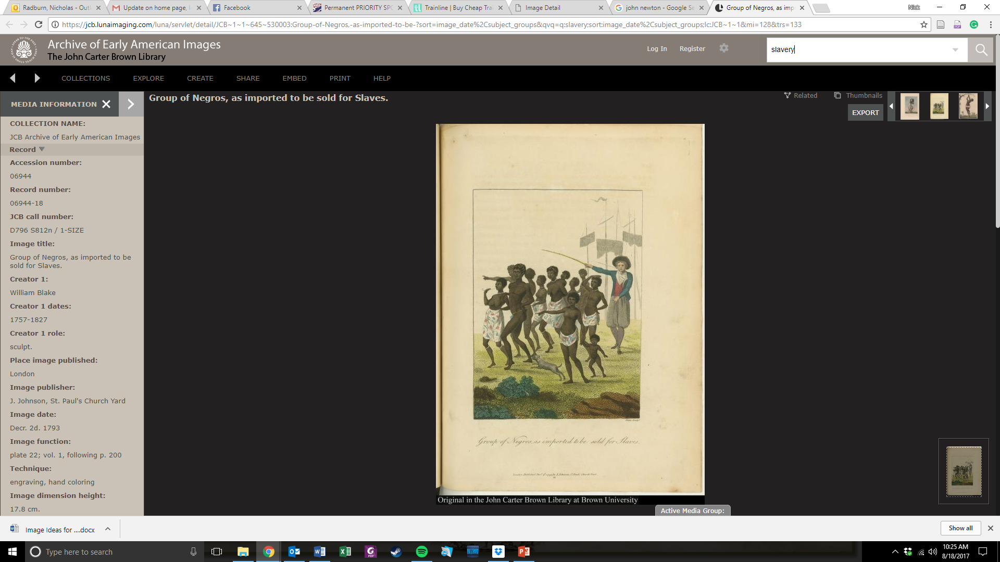 Radburn, Nicholas - Outl
Update on home page, H
Facebook
Permanent PRIORITY SPO
Trainline | Buy Cheap Trai
Image Detail
john newton - Google Se
Group of Negros, as imp
Nick
https://jcb.lunaimaging.com/luna/servlet/detail/JCB~1~1~645~530003:Group-of-Negros,-as-imported-to-be-?sort=image_date%2Csubject_groups&qvq=q:slavery;sort:image_date%2Csubject_groups;lc:JCB~1~1&mi=128&trs=133
Archive of Early American Images
The John Carter Brown Library
Log In
Register
slavery
COLLECTIONS
EXPLORE
CREATE
SHARE
EMBED
PRINT
HELP
MEDIA INFORMATION
Group of Negros, as imported to be sold for Slaves.
Related
Thumbnails
EXPORT
COLLECTION NAME:
JCB Archive of Early American Images
Record
Accession number:
06944
Record number:
06944-18
JCB call number:
D796 S812n / 1-SIZE
Image title:
Group of Negros, as imported to be
sold for Slaves.
Creator 1:
William Blake
Creator 1 dates:
1757-1827
Creator 1 role:
sculpt.
Place image published:
London
Image publisher:
J. Johnson, St. Paul's Church Yard
Image date:
Decr. 2d. 1793
Image function:
plate 22; vol. 1, following p. 200
Technique:
engraving, hand coloring
Image dimension height:
17.8 cm.
Group of Negros, as imported to be sold for Slaves.
London, Published Decr. 2d. 1793, by J. Johnson, St. Pauls Church Yard.
Original in the John Carter Brown Library at Brown University
Active Media Group:
Image Ideas for ....docx
Show all
Type here to search
10:25 AM
8/18/2017